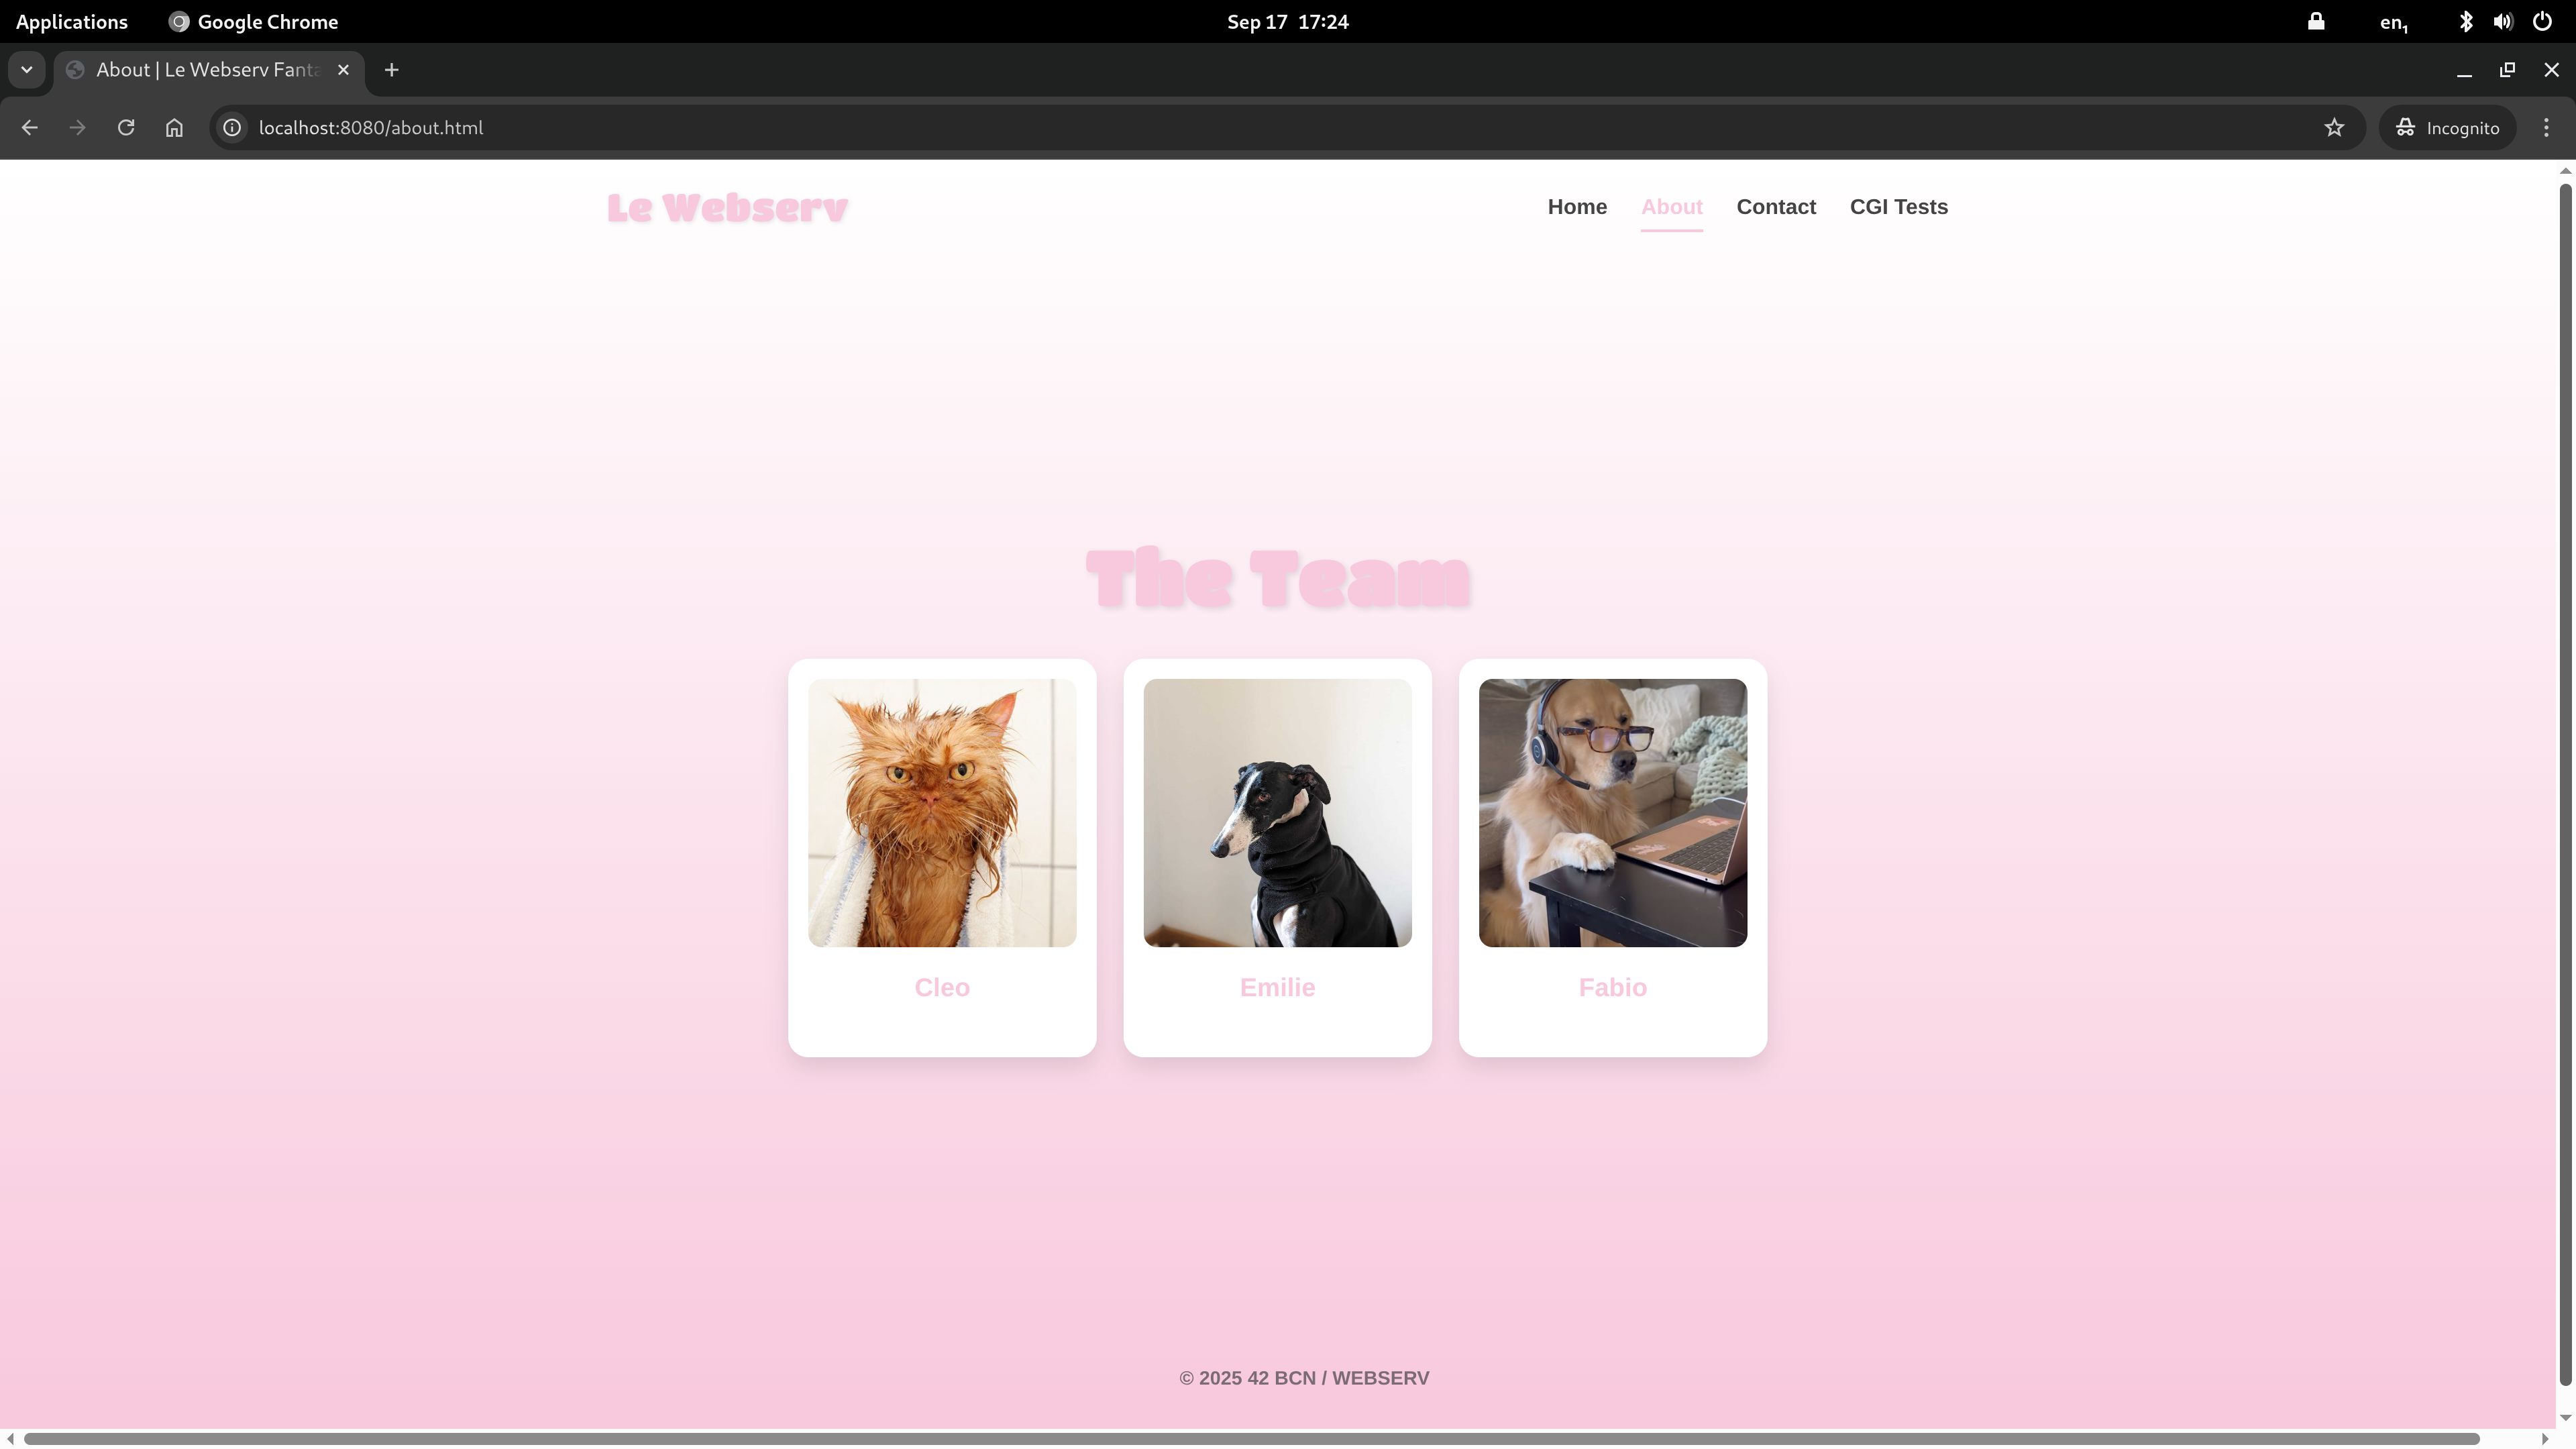 Applications Google Chrome Sep 17 17:24 en1
About | Le Webserv Fanta
localhost:8080/about.html Incognito
Le Webserv Home About Contact CGI Tests
The Team
Cleo Emilie Fabio
© 2025 42 BCN / WEBSERV